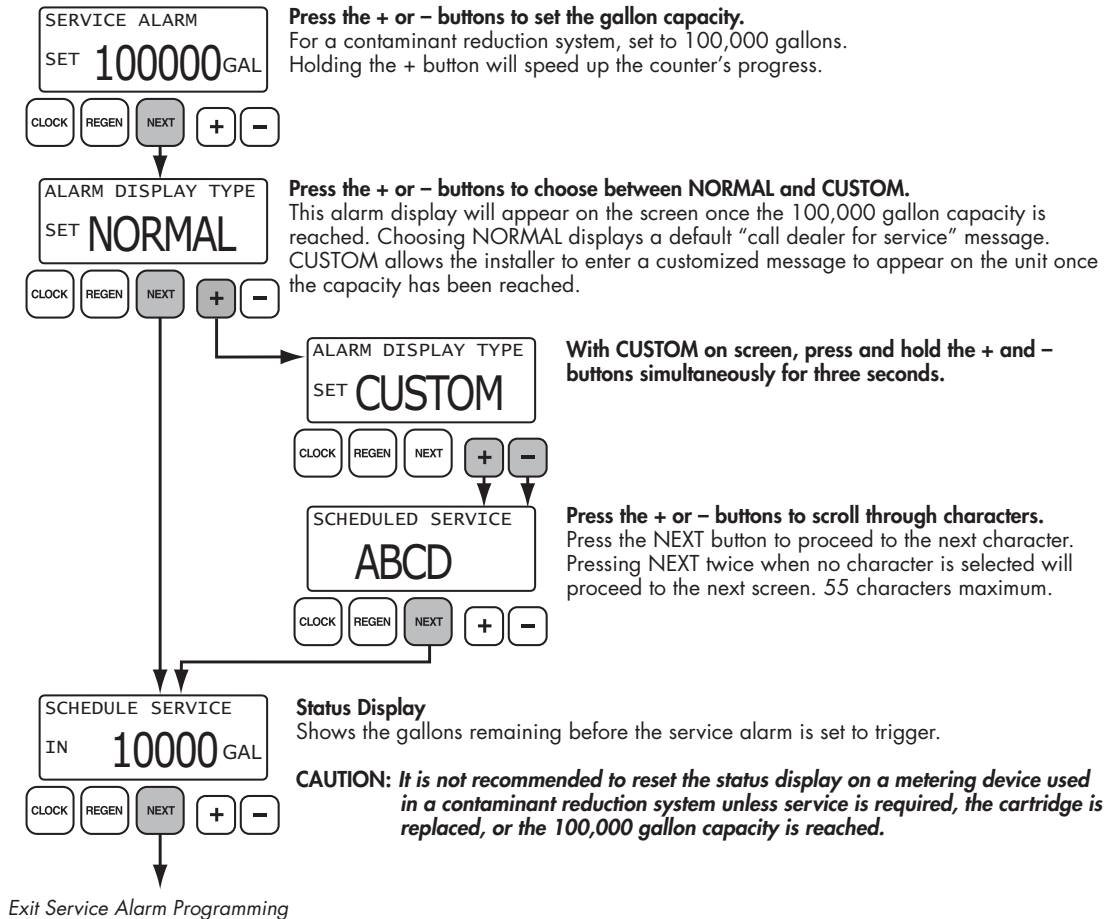 SERVICE ALARM
SET 100000 GAL
CLOCK REGEN NEXT + −
Press the + or – buttons to set the gallon capacity.
For a contaminant reduction system, set to 100,000 gallons.
Holding the + button will speed up the counter's progress.
ALARM DISPLAY TYPE
SET NORMAL
CLOCK REGEN NEXT + −
Press the + or – buttons to choose between NORMAL and CUSTOM.
This alarm display will appear on the screen once the 100,000 gallon capacity is
reached. Choosing NORMAL displays a default “call dealer for service” message.
CUSTOM allows the installer to enter a customized message to appear on the unit once
the capacity has been reached.
ALARM DISPLAY TYPE
SET CUSTOM
CLOCK REGEN NEXT + −
With CUSTOM on screen, press and hold the + and –
buttons simultaneously for three seconds.
SCHEDULED SERVICE
ABCD
CLOCK REGEN NEXT + −
Press the + or – buttons to scroll through characters.
Press the NEXT button to proceed to the next character.
Pressing NEXT twice when no character is selected will
proceed to the next screen. 55 characters maximum.
SCHEDULE SERVICE
IN 10000 GAL
CLOCK REGEN NEXT + −
Status Display
Shows the gallons remaining before the service alarm is set to trigger.
CAUTION: It is not recommended to reset the status display on a metering device used
in a contaminant reduction system unless service is required, the cartridge is
replaced, or the 100,000 gallon capacity is reached.
Exit Service Alarm Programming